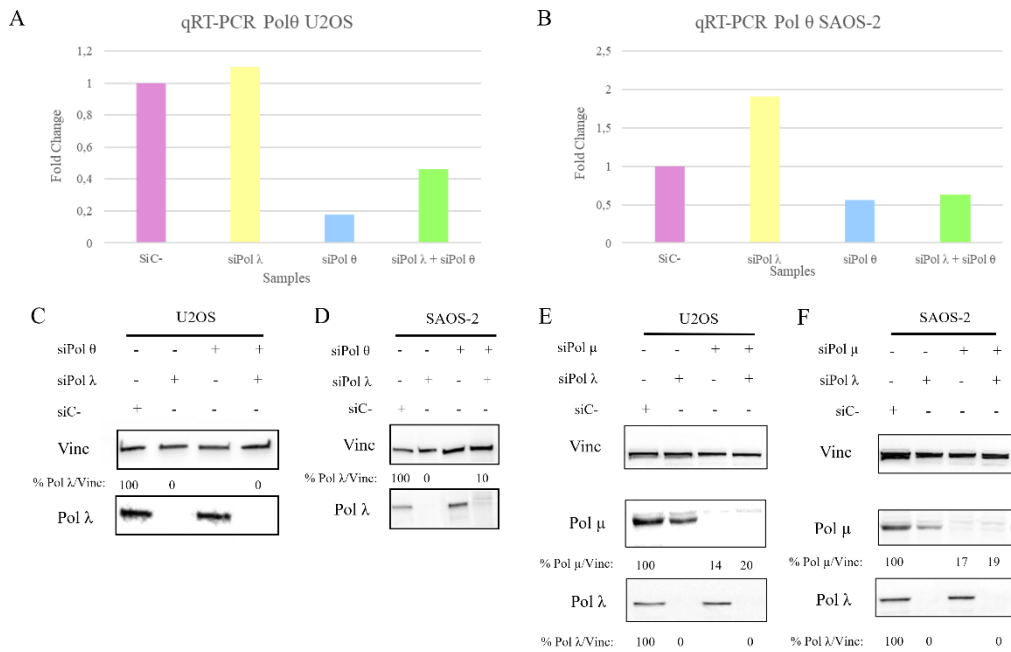 A
qRT-PCR Polθ U2OS
1,2
1
0,8
0,6
0,4
0,2
0
Fold Change
SiC-
siPol λ
siPol θ
siPol λ + siPol θ
Samples
B
qRT-PCR Pol θ SAOS-2
2,5
2
1,5
1
0,5
0
Fold Change
SiC-
siPol λ
siPol θ
siPol λ + siPol θ
Samples
C
U2OS
siPol θ - - + +
siPol λ - + - +
siC- + - - -
Vinc
% Pol λ/Vinc: 100 0 0
Pol λ
D
SAOS-2
siPol θ - - + +
siPol λ - + - +
siC- + - - -
Vinc
% Pol λ/Vinc: 100 0 10
Pol λ
E
U2OS
siPol µ - - + +
siPol λ - + - +
siC- + - - -
Vinc
Pol µ
% Pol µ/Vinc: 100 14 20
Pol λ
% Pol λ/Vinc: 100 0 0
F
SAOS-2
siPol µ - - + +
siPol λ - + - +
siC- + - - -
Vinc
Pol µ
% Pol µ/Vinc: 100 17 19
Pol λ
% Pol λ/Vinc: 100 0 0